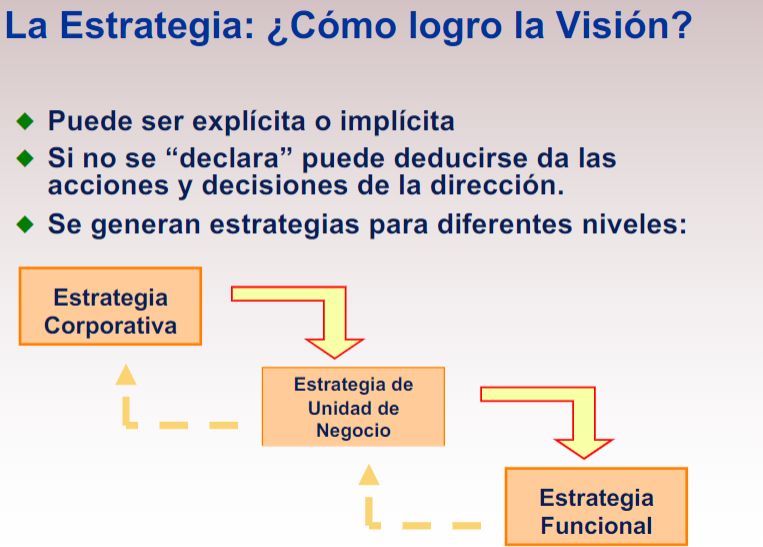 La Estrategia: ¿Cómo logro la Visión?
Puede ser explícita o implícita
Si no se “declara” puede deducirse da las
acciones y decisiones de la dirección.
Se generan estrategias para diferentes niveles:
Estrategia
Corporativa
Estrategia de
Unidad de
Negocio
Estrategia
Funcional